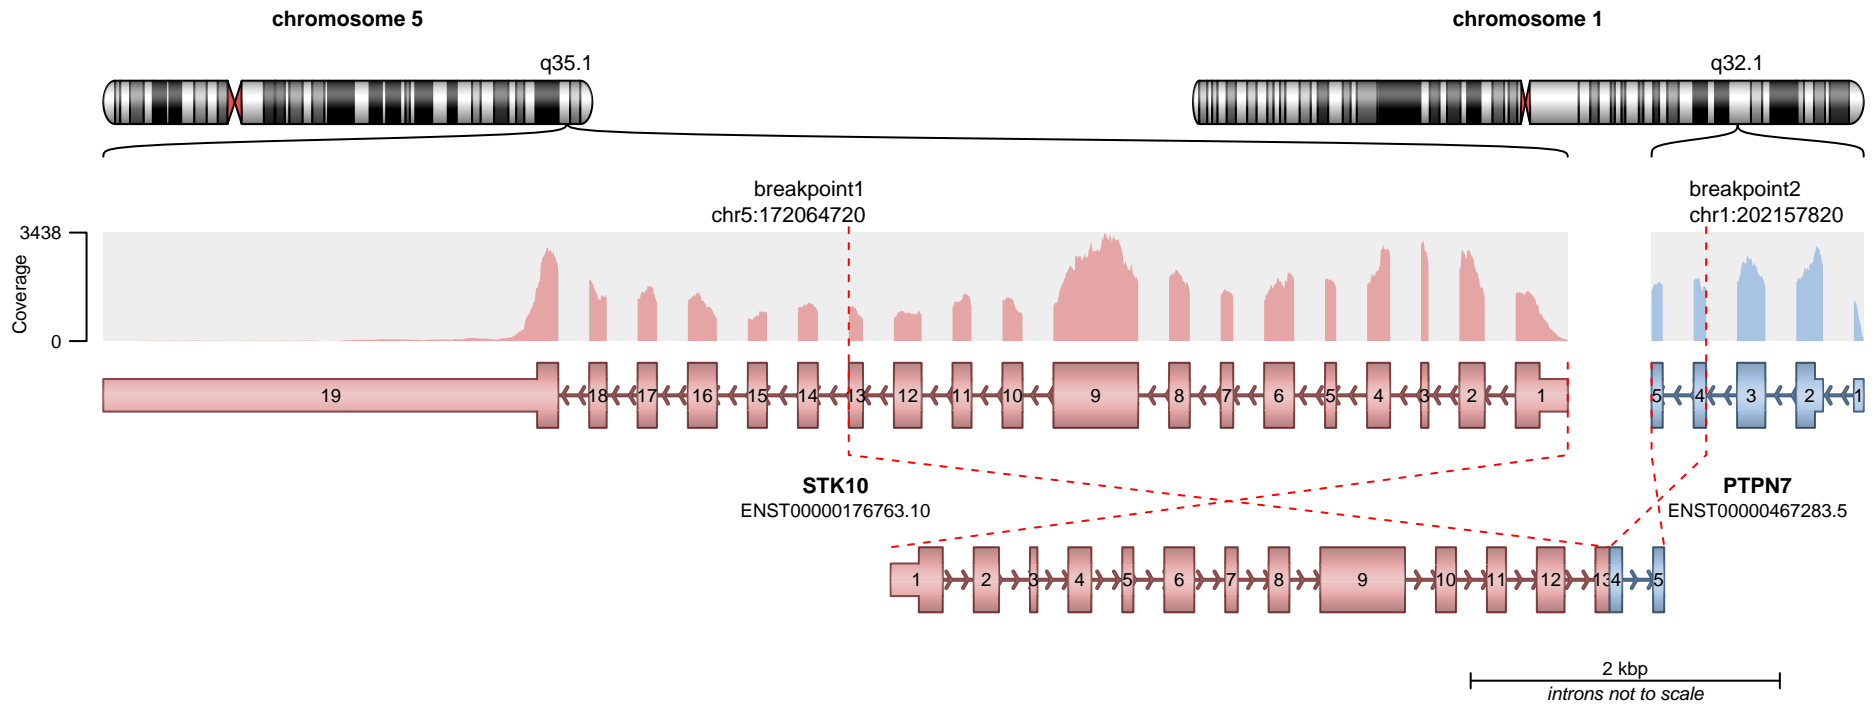 chromosome 5
chromosome 1
q35.1
q32.1
breakpoint1
chr5:172064720
breakpoint2
chr1:202157820
3438
Coverage
0
19 18 17 16 15 14 13 12 11 10 9 8 7 6 5 4 3 2 1
5 4 3 2 1
STK10
ENST00000176763.10
PTPN7
ENST00000467283.5
1 2 3 4 5 6 7 8 9 10 11 12 13 4 5
2 kbp
introns not to scale